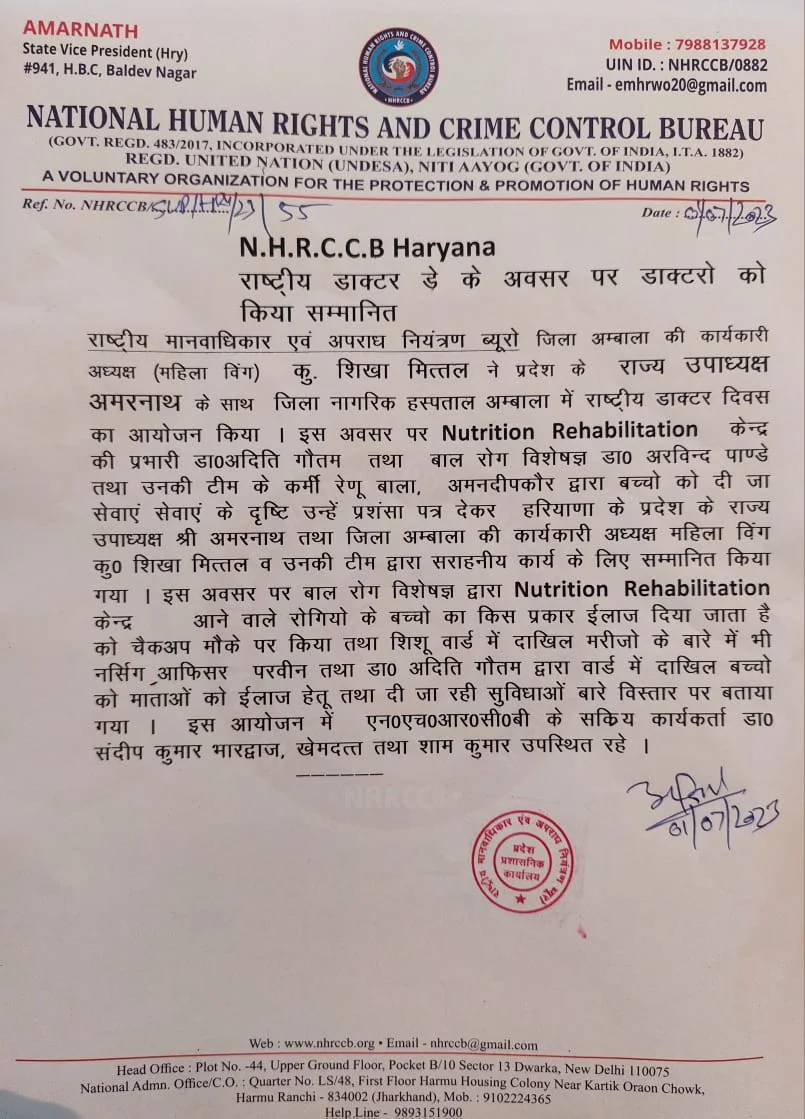 AMARNATH
State Vice President (Hry)
#941, H.B.C, Baldev Nagar
Mobile : 7988137928
UIN ID. : NHRCCB/0882
Email - emhrwo20@gmail.com
NATIONAL HUMAN RIGHTS AND CRIME CONTROL BUREAU
• NHRCCB •
NATIONAL HUMAN RIGHTS AND CRIME CONTROL BUREAU
(GOVT. REGD. 483/2017, INCORPORATED UNDER THE LEGISLATION OF GOVT. OF INDIA, I.T.A. 1882)
REGD. UNITED NATION (UNDESA), NITI AAYOG (GOVT. OF INDIA)
A VOLUNTARY ORGANIZATION FOR THE PROTECTION & PROMOTION OF HUMAN RIGHTS
Ref. No. NHRCCB/ /23/55
Date : 01/07/2023
N.H.R.C.C.B Haryana
राष्ट्रीय डाक्टर डे़ के अवसर पर डाक्टरो को
किया सम्मानित
राष्ट्रीय मानवाधिकार एवं अपराध नियंत्रण ब्यूरो जिला अम्बाला की कार्यकारी
अध्यक्ष (महिला विंग) कु. शिखा मित्तल ने प्रदेश के राज्य उपाध्यक्ष
अमरनाथ के साथ जिला नागरिक हस्पताल अम्बाला में राष्ट्रीय डाक्टर दिवस
का आयोजन किया । इस अवसर पर Nutrition Rehabilitation केन्द्र
की प्रभारी डा0अदिति गौतम तथा बाल रोग विशेषज्ञ डा0 अरविन्द पाण्डे
तथा उनकी टीम के कर्मी रेणू बाला, अमनदीपकौर द्वारा बच्चो को दी जा
सेवाएं सेवाएं के दृष्टि उन्हें प्रशंसा पत्र देकर हरियाणा के प्रदेश के राज्य
उपाध्यक्ष श्री अमरनाथ तथा जिला अम्बाला की कार्यकारी अध्यक्ष महिला विंग
कु0 शिखा मित्तल व उनकी टीम द्वारा सराहनीय कार्य के लिए सम्मानित किया
गया । इस अवसर पर बाल रोग विशेषज्ञ द्वारा Nutrition Rehabilitation
केन्द्र आने वाले रोगियो के बच्चो का किस प्रकार ईलाज दिया जाता है
को चैकअप मौके पर किया तथा शिशू वार्ड में दाखिल मरीजो के बारे में भी
नर्सिग आफिसर परवीन तथा डा0 अदिति गौतम द्वारा वार्ड में दाखिल बच्चो
को माताओं को ईलाज हेतू तथा दी जा रही सुविधाओं बारे विस्तार पर बताया
गया । इस आयोजन में एन0एच0आर0सी0बी के सकिय कार्यकर्ता डा0
संदीप कुमार भारद्वाज, खेमदत्त तथा शाम कुमार उपस्थित रहे ।
NHRCCB
01/07/2023
राष्ट्रीय मानवाधिकार एंव अपराध नियंत्रण ब्यूरो
प्रदेश
प्रशासनिक
कार्यालय
Web : www.nhrccb.org • Email - nhrccb@gmail.com
Head Office : Plot No. -44, Upper Ground Floor, Pocket B/10 Sector 13 Dwarka, New Delhi 110075
National Admn. Office/C.O. : Quarter No. LS/48, First Floor Harmu Housing Colony Near Kartik Oraon Chowk,
Harmu Ranchi - 834002 (Jharkhand), Mob. : 9102224365
Help Line - 9893151900